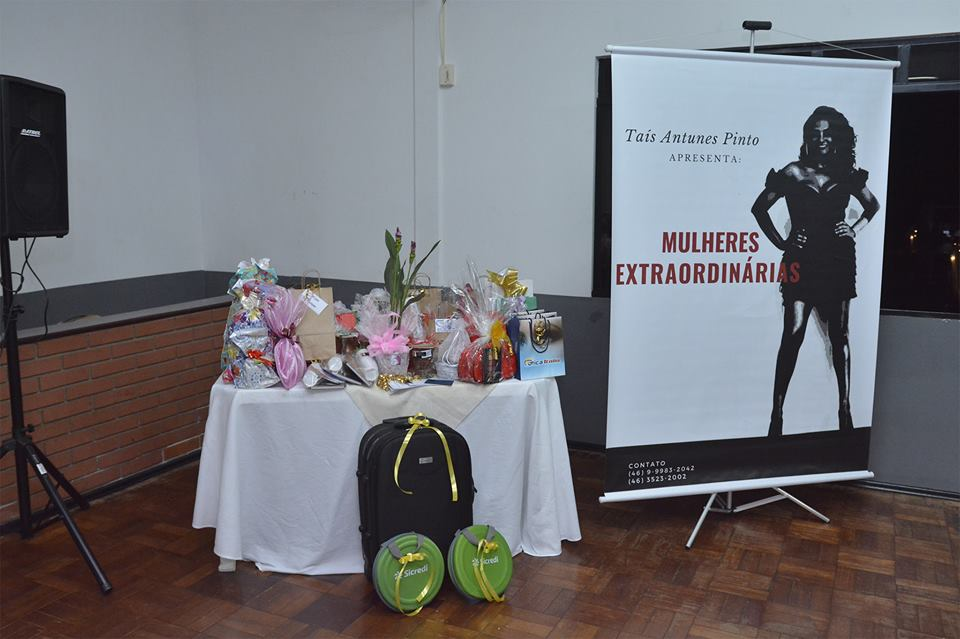 Taís Antunes Pinto
APRESENTA:
MULHERES
EXTRAORDINÁRIAS
CONTATO
(46) 9-9983-2042
(46) 3523-2002
Sicredi
Sicredi